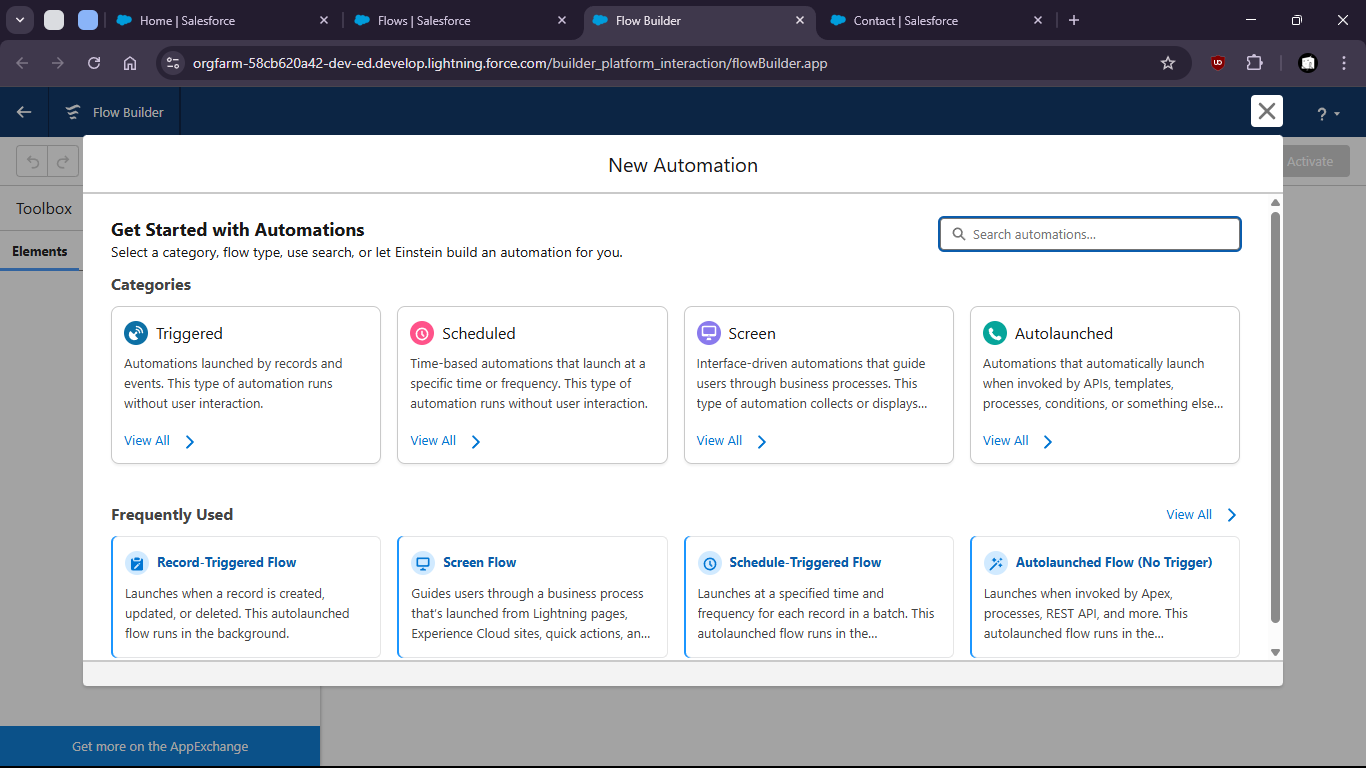 Home | Salesforce
Flows | Salesforce
Flow Builder
Contact | Salesforce
orgfarm-58cb620a42-dev-ed.develop.lightning.force.com/builder_platform_interaction/flowBuilder.app
UD
Flow Builder
?
New Automation
Activate
Toolbox
Elements
Get Started with Automations
Select a category, flow type, use search, or let Einstein build an automation for you.
Search automations...
Categories
Triggered
Automations launched by records and
events. This type of automation runs
without user interaction.
View All
Scheduled
Time-based automations that launch at a
specific time or frequency. This type of
automation runs without user interaction.
View All
Screen
Interface-driven automations that guide
users through business processes. This
type of automation collects or displays...
View All
Autolaunched
Automations that automatically launch
when invoked by APIs, templates,
processes, conditions, or something else...
View All
Frequently Used
View All
Record-Triggered Flow
Launches when a record is created,
updated, or deleted. This autolaunched
flow runs in the background.
Screen Flow
Guides users through a business process
that's launched from Lightning pages,
Experience Cloud sites, quick actions, an...
Schedule-Triggered Flow
Launches at a specified time and
frequency for each record in a batch. This
autolaunched flow runs in the...
Autolaunched Flow (No Trigger)
Launches when invoked by Apex,
processes, REST API, and more. This
autolaunched flow runs in the...
Get more on the AppExchange